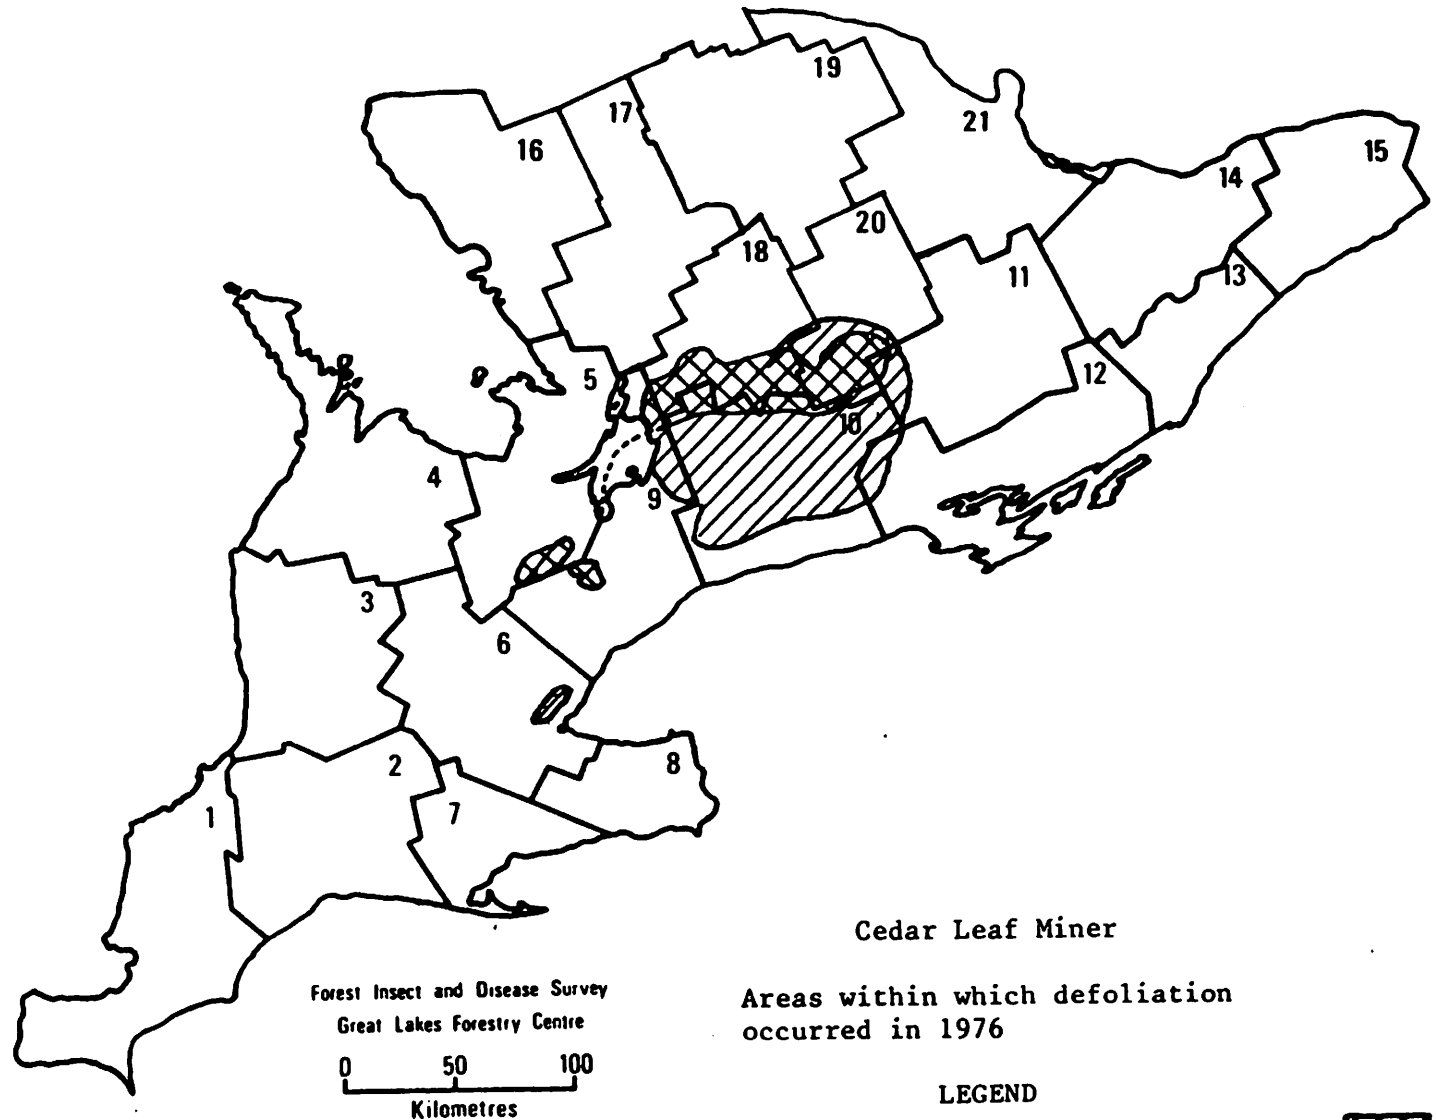 19
17
21
16
15
14
20
18
11
13
5
12
10
4
9
3
6
2
8
1
7
Cedar Leaf Miner
Forest Insect and Disease Survey
Great Lakes Forestry Centre
Areas within which defoliation
occurred in 1976
0 50 100
Kilometres
LEGEND